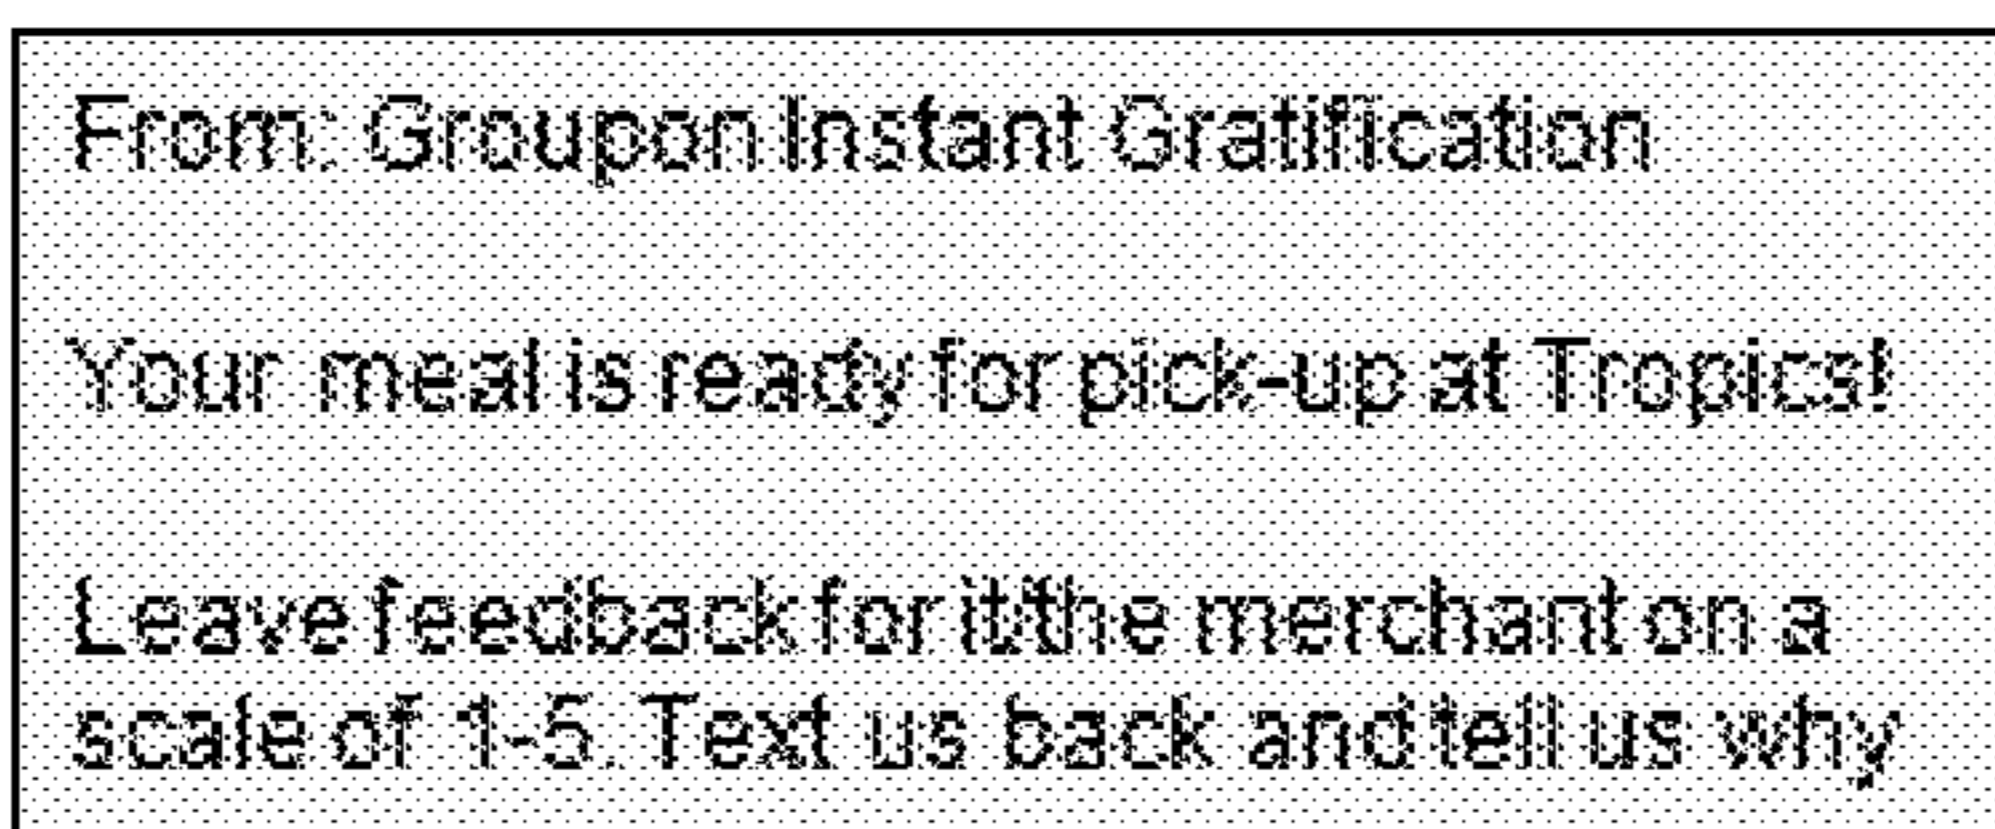 From: Groupon Instant Gratification
Your meal is ready for pick-up at Tropics!
Leave feedback for it/the merchant on a
scale of 1-5. Text us back and tell us why